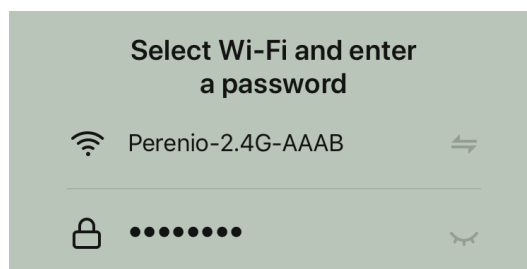 Select Wi-Fi and enter
a password
Perenio-2.4G-AAAB
••••••••